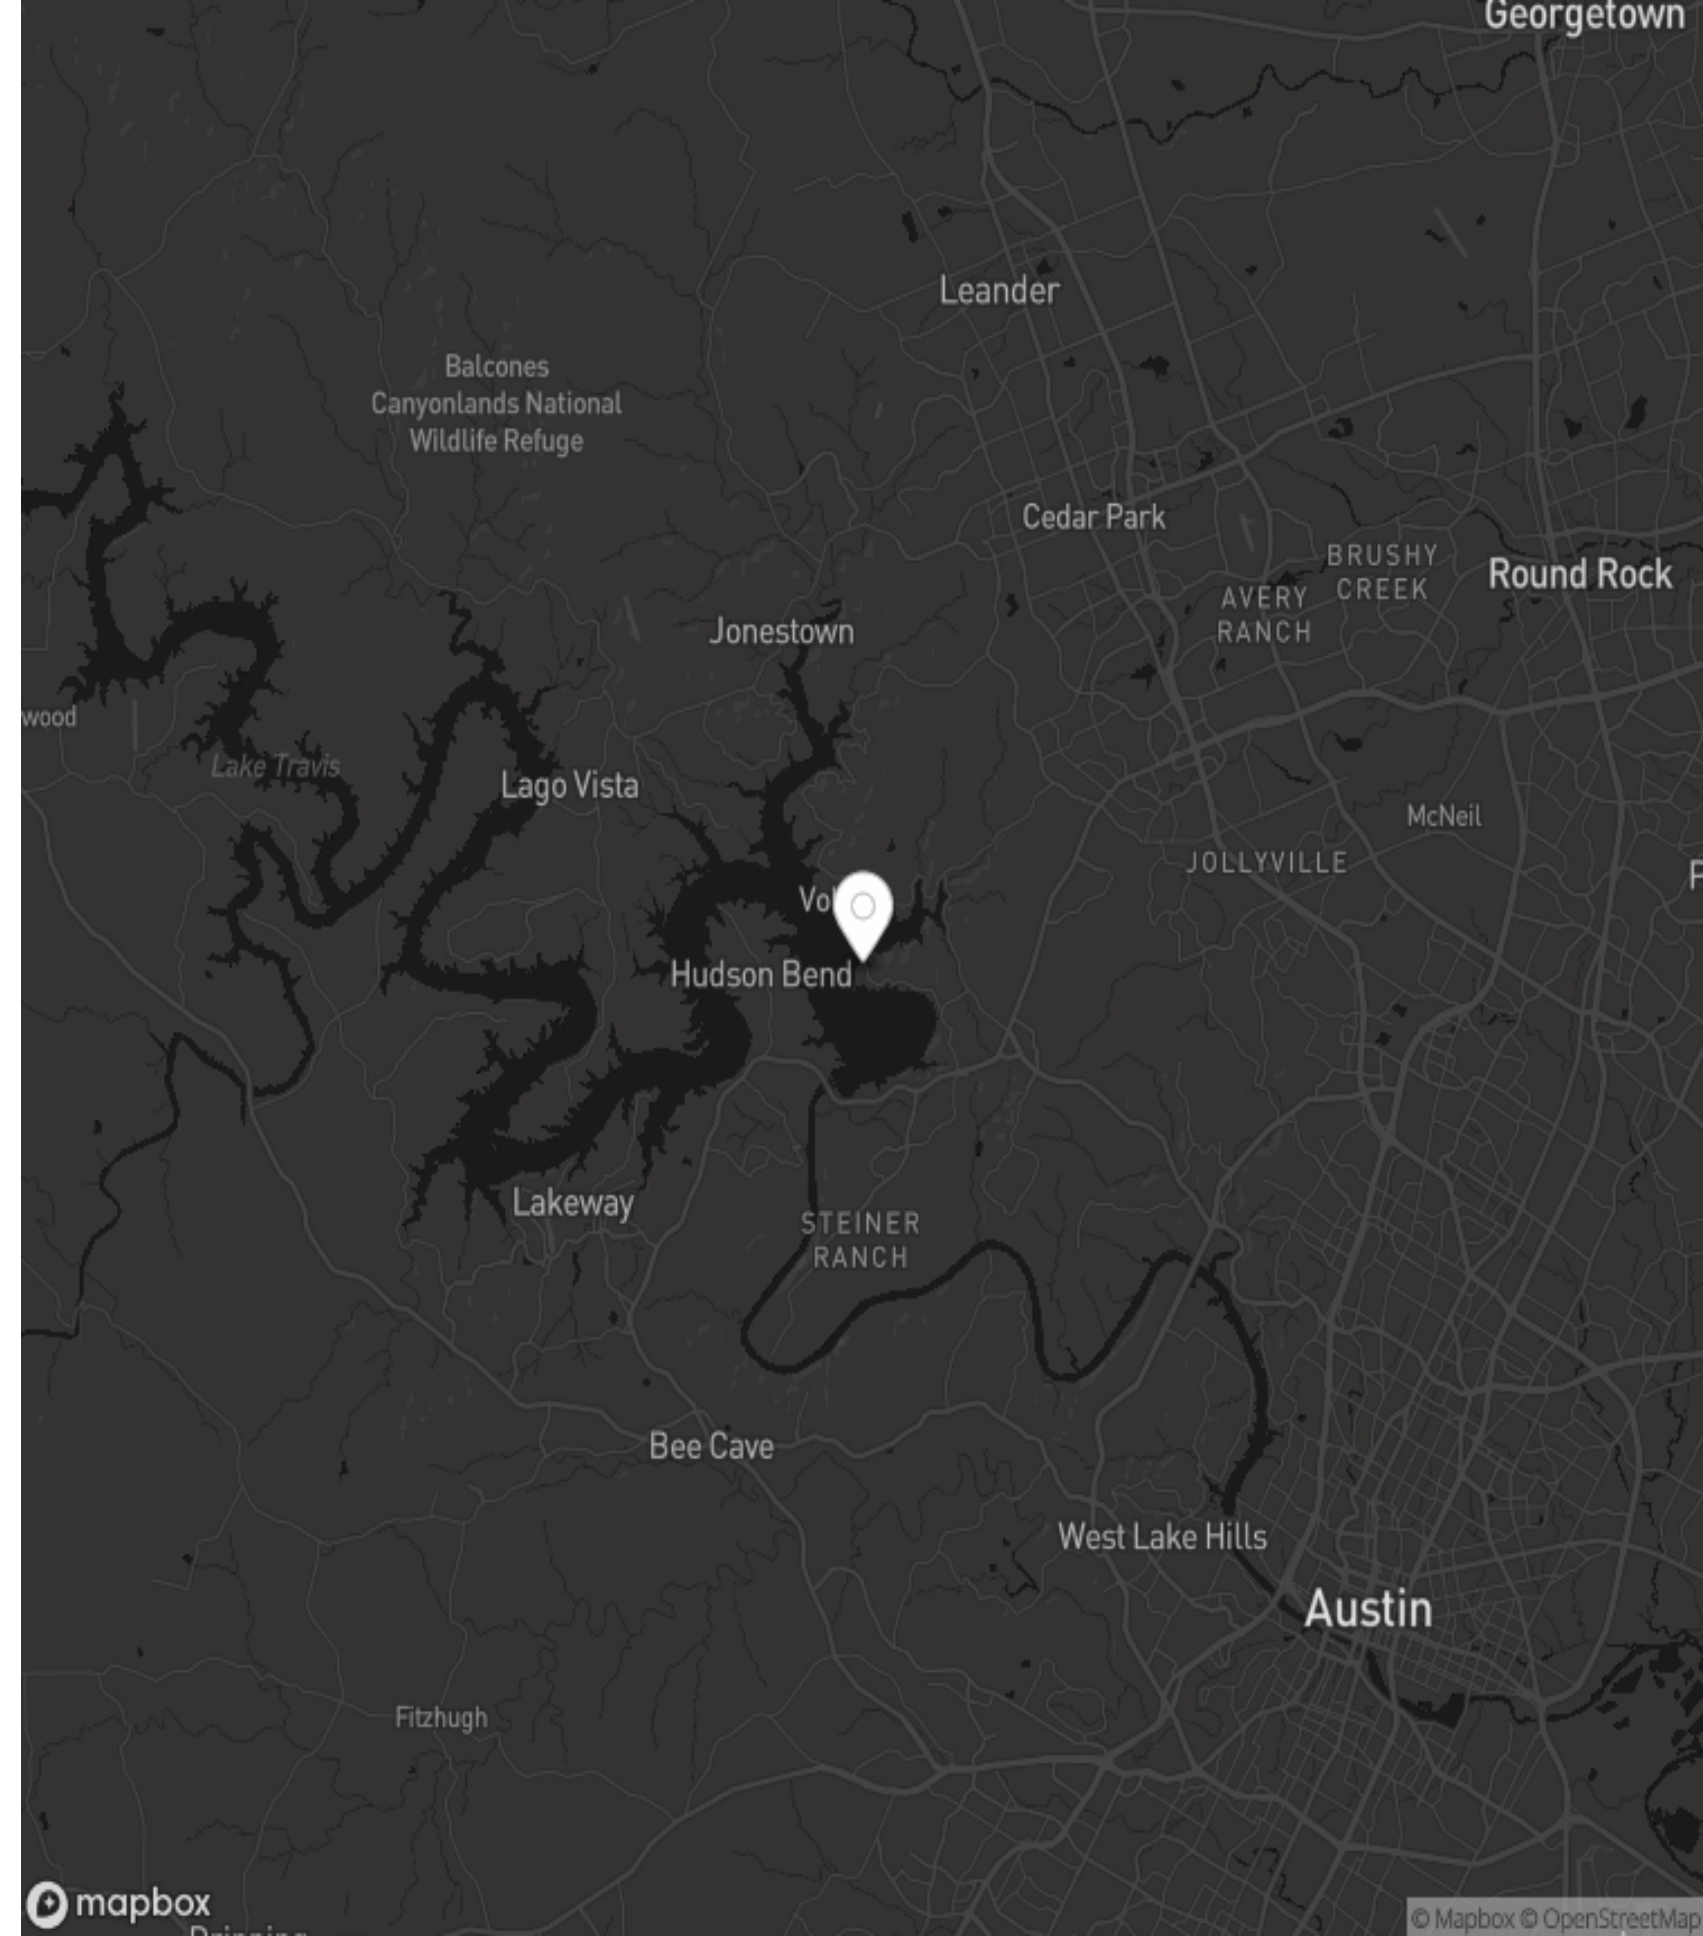 Georgetown
Leander
Balcones
Canyonlands National
Wildlife Refuge
Cedar Park
BRUSHY
CREEK
Round Rock
AVERY
RANCH
Jonestown
wood
Lake Travis
Lago Vista
McNeil
JOLLYVILLE
P
Vol
Hudson Bend
Lakeway
STEINER
RANCH
Bee Cave
West Lake Hills
Austin
Fitzhugh
mapbox
© Mapbox © OpenStreetMap